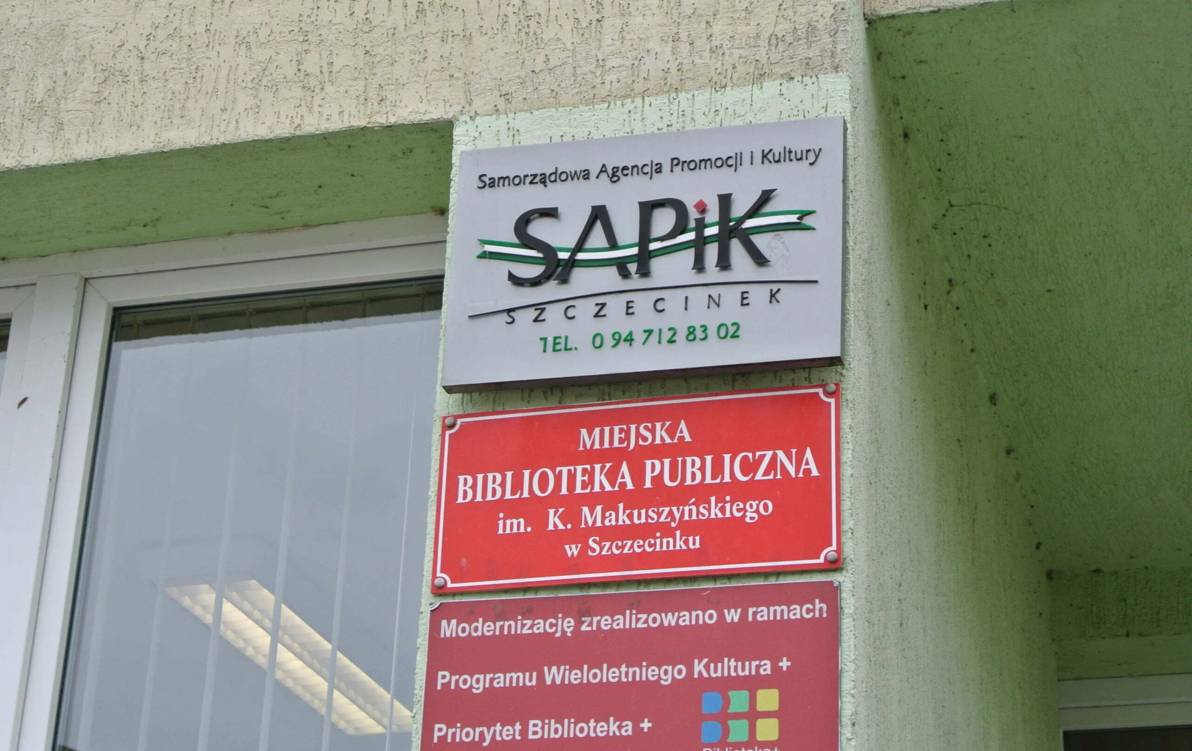 Samorządowa Agencja Promocji i Kultury
SAPiK
SZCZECINEK
TEL. 0 94 712 83 02
MIEJSKA
BIBLIOTEKA PUBLICZNA
im. K. Makuszyńskiego
w Szczecinku
Modernizację zrealizowano w ramach
Programu Wieloletniego Kultura +
Priorytet Biblioteka +
Biblioteka+